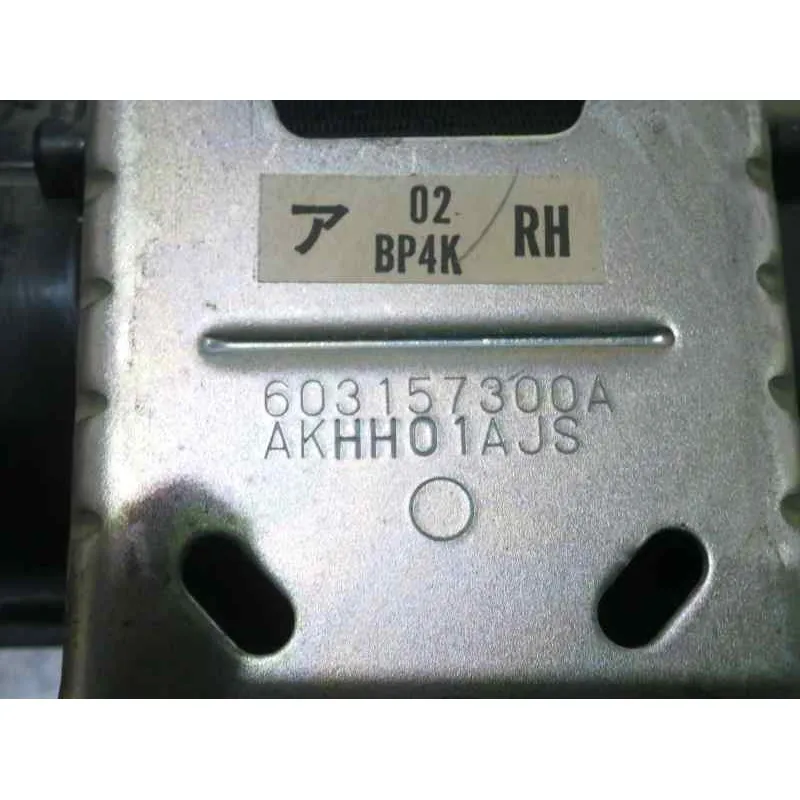 ア 02 RH
BP4K
603157300A
AKHH01AJS